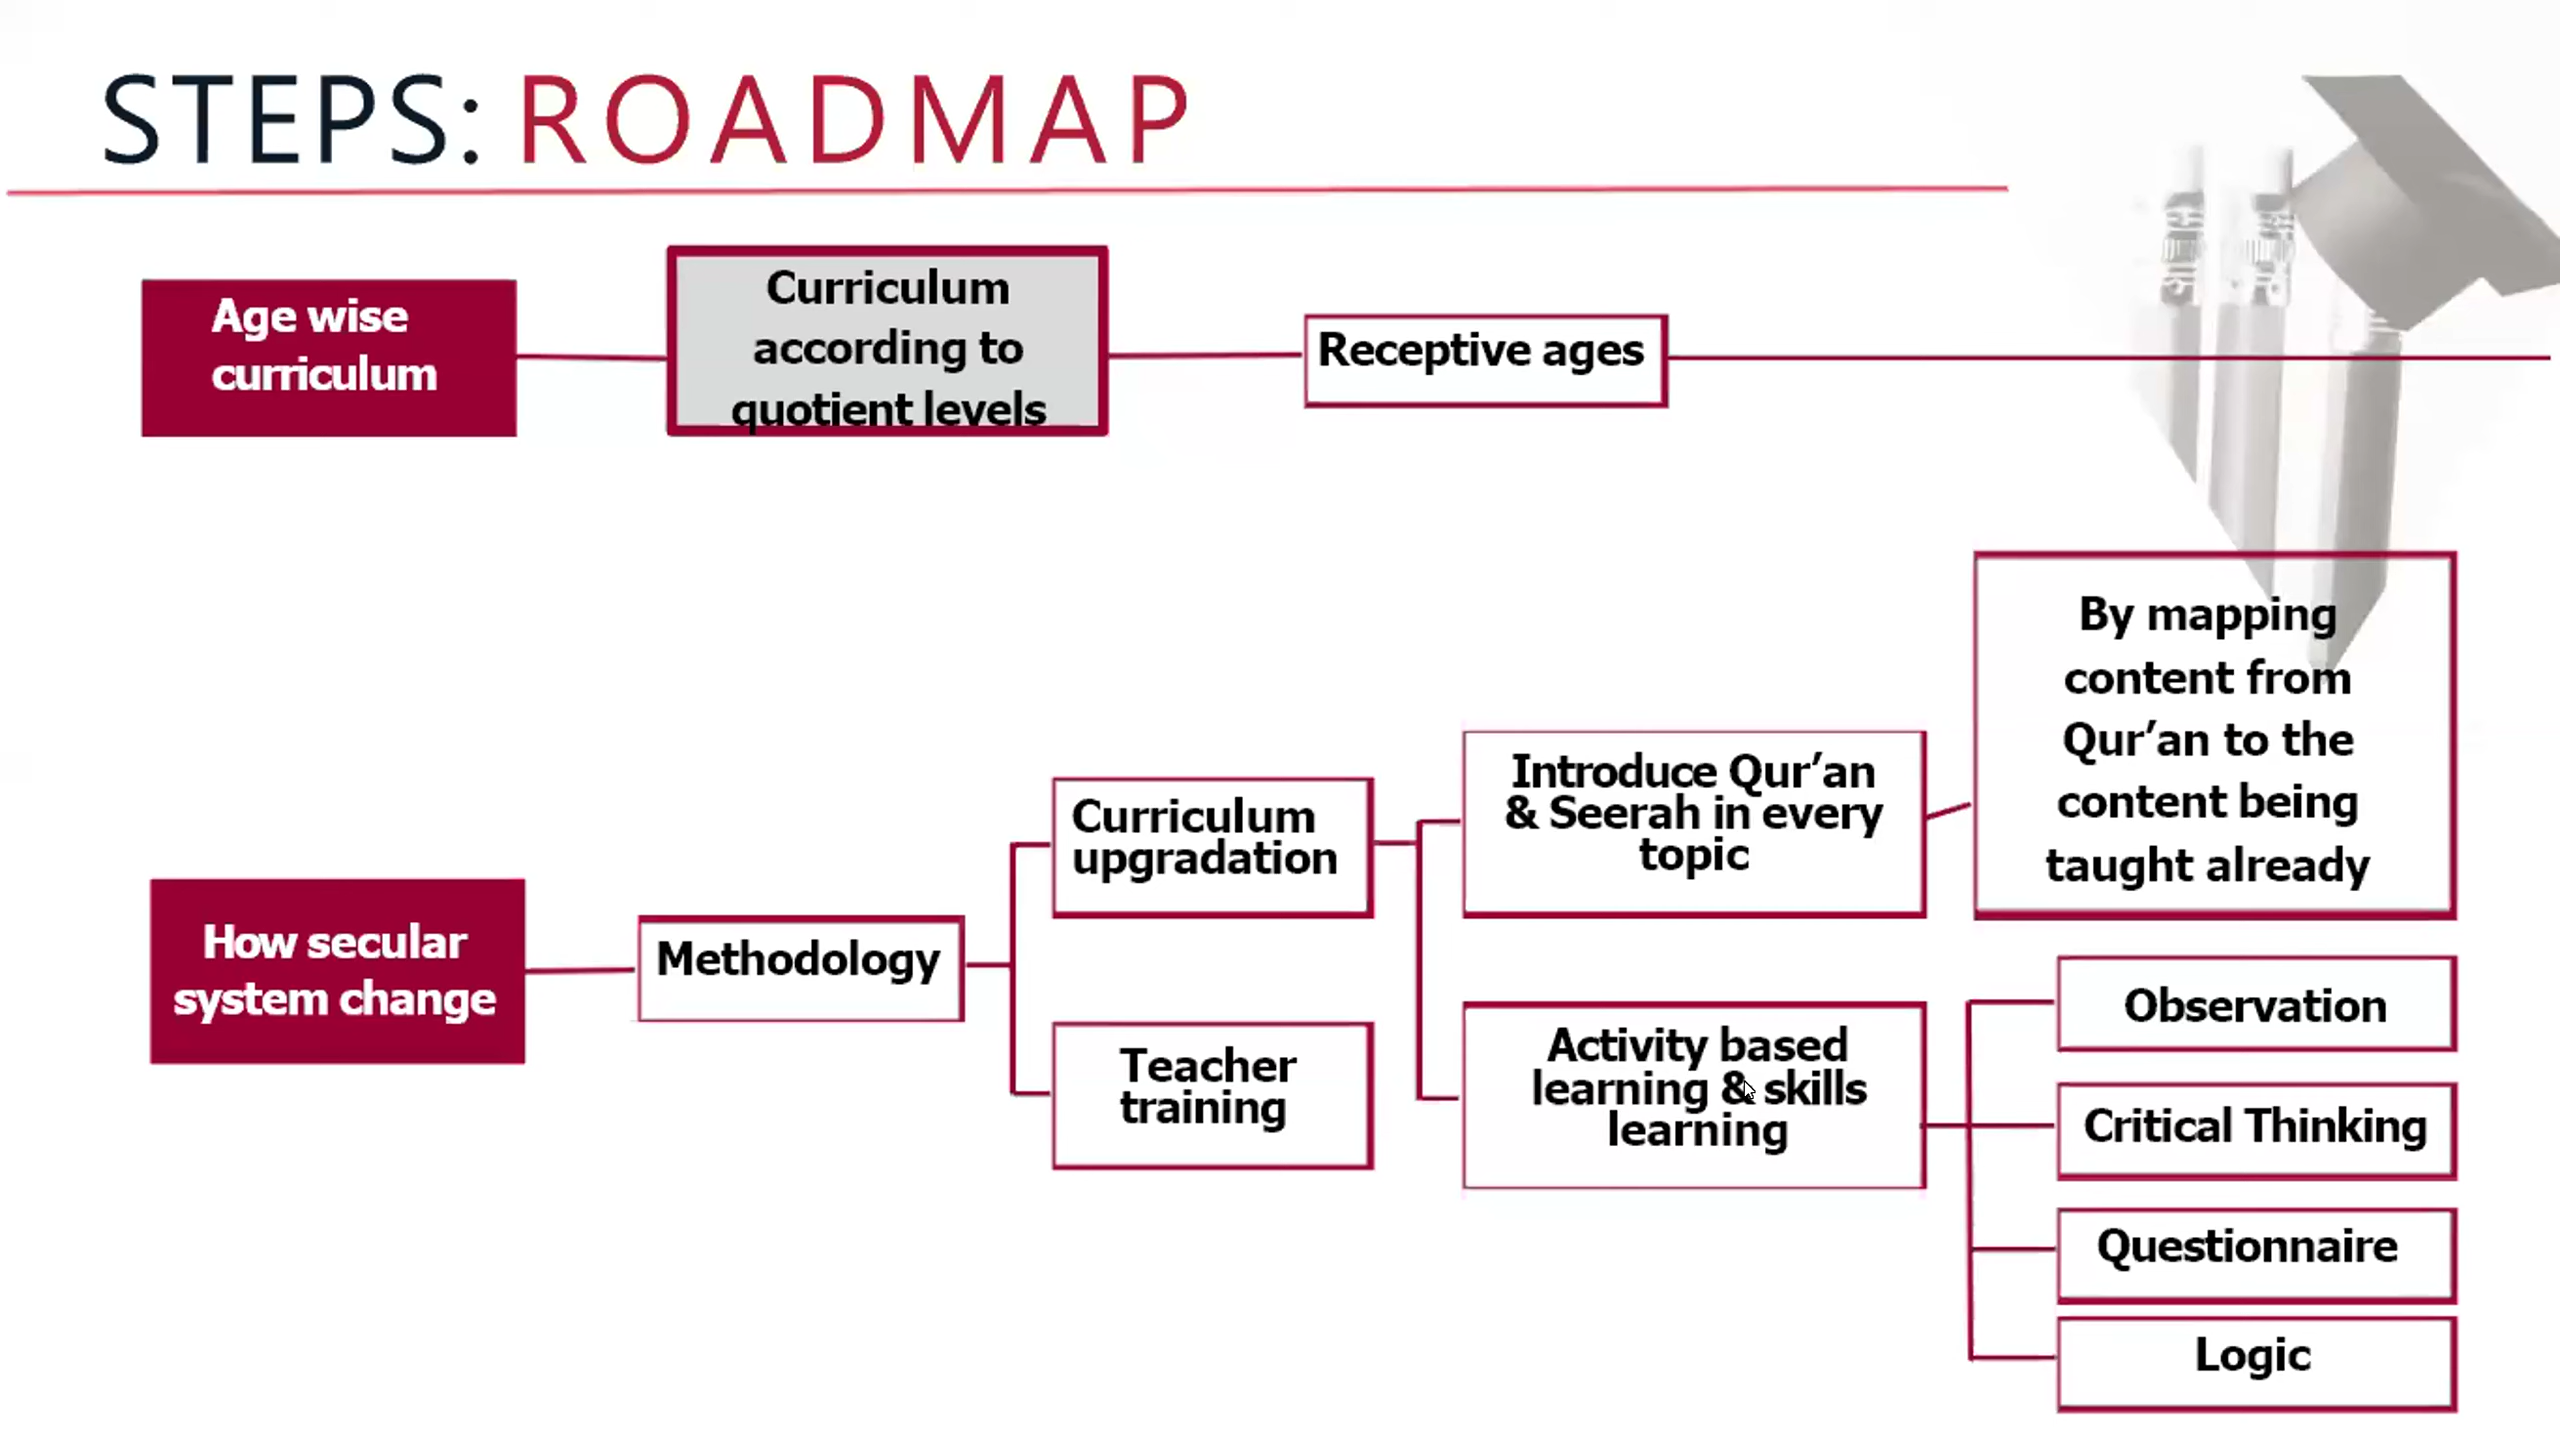 STEPS: ROADMAP
Age wise
curriculum
Curriculum
according to
quotient levels
Receptive ages
How secular
system change
Methodology
Curriculum
upgradation
Teacher
training
Introduce Qur’an
& Seerah in every
topic
Activity based
learning & skills
learning
By mapping
content from
Qur’an to the
content being
taught already
Observation
Critical Thinking
Questionnaire
Logic